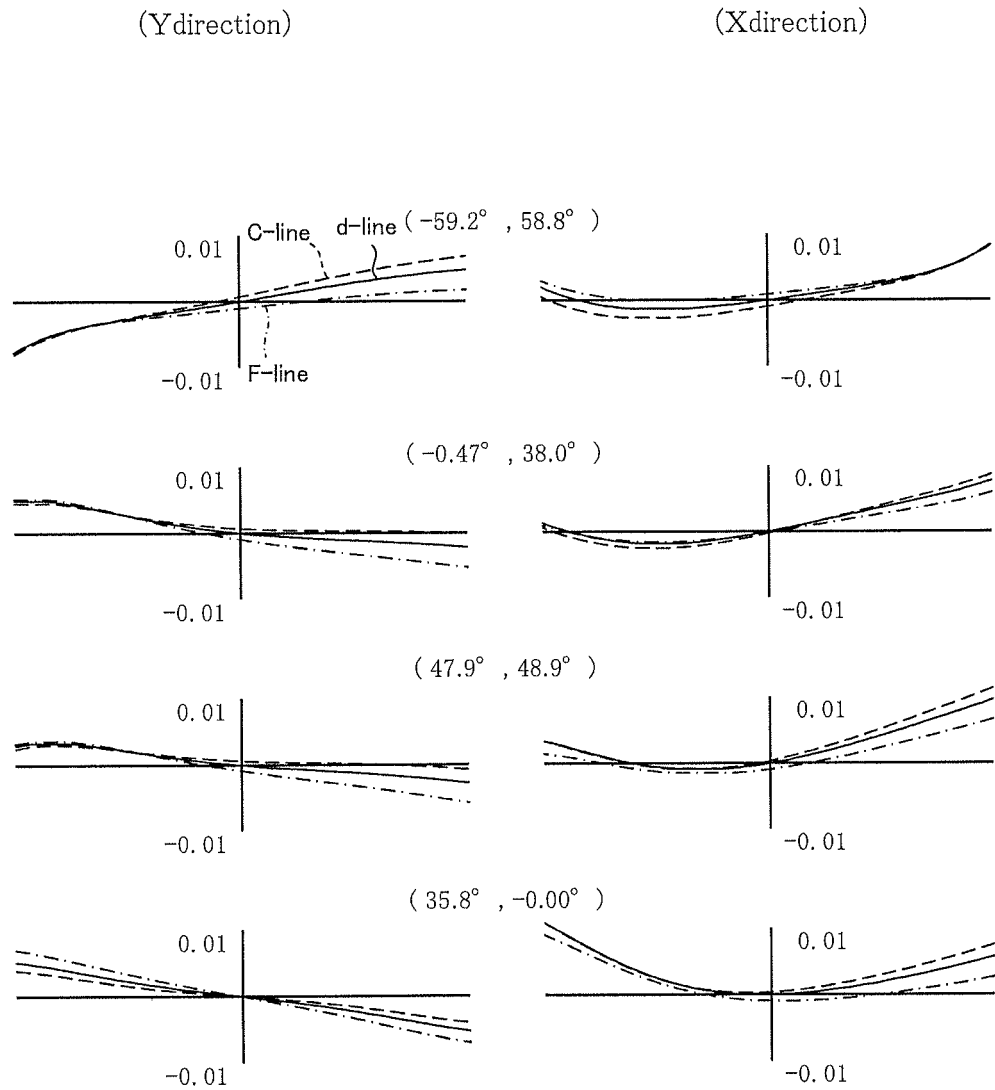 (Ydirection) (Xdirection)
(-59.2° ,58.8° )
0.01 C-line d-line 0.01
-0.01 F-line -0.01
(-0.47° ,38.0° )
0.01 0.01
-0.01 -0.01
(47.9° ,48.9° )
0.01 0.01
-0.01 -0.01
(35.8° ,-0.00° )
0.01 0.01
-0.01 -0.01